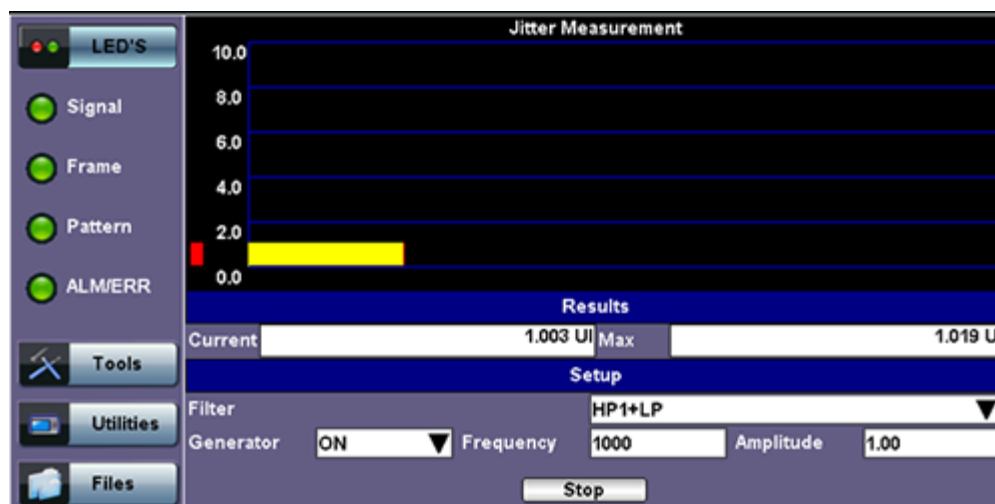 Jitter Measurement
LED'S
10.0
8.0
Signal
6.0
Frame
4.0
Pattern
2.0
0.0
ALM/ERR
Results
Current 1.003 UI Max 1.019 U
Tools
Setup
Filter HP1+LP
Utilities
Generator ON Frequency 1000 Amplitude 1.00
Files
Stop